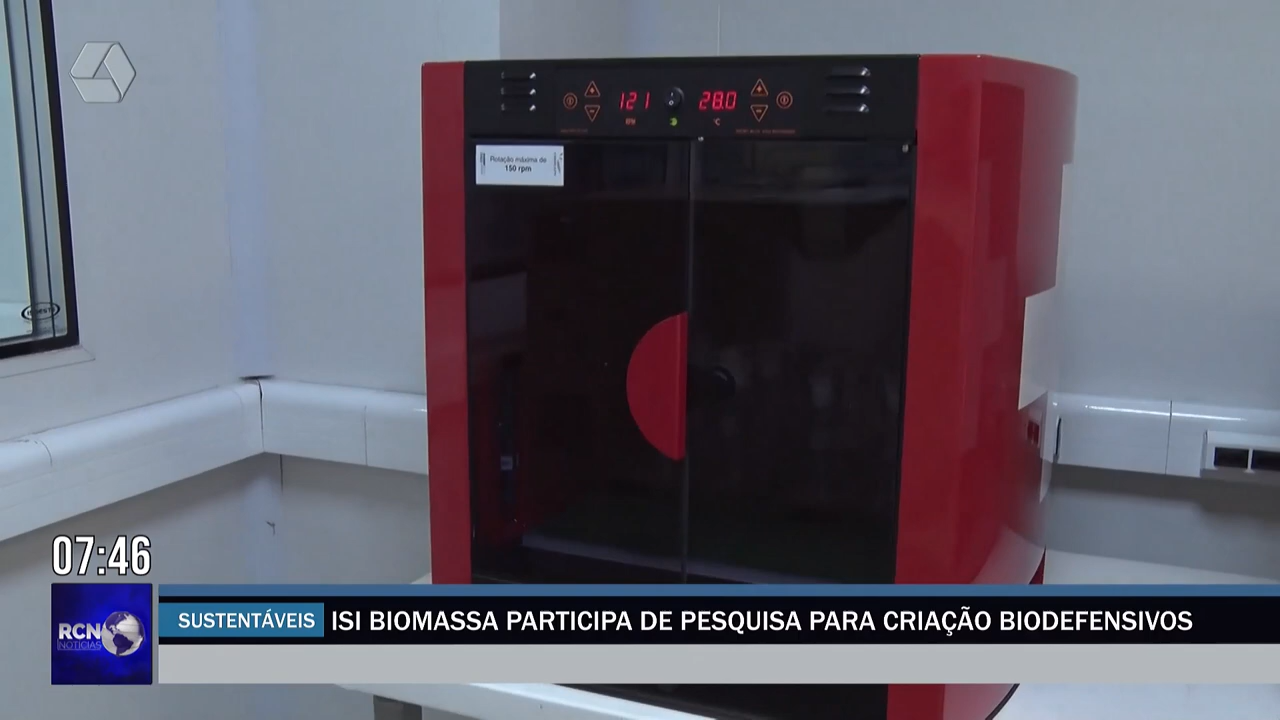 121
28.0
RPM
°C
Rotação máxima de
150 rpm
07:46
RCN
NOTÍCIAS
SUSTENTÁVEIS
ISI BIOMASSA PARTICIPA DE PESQUISA PARA CRIAÇÃO BIODEFENSIVOS